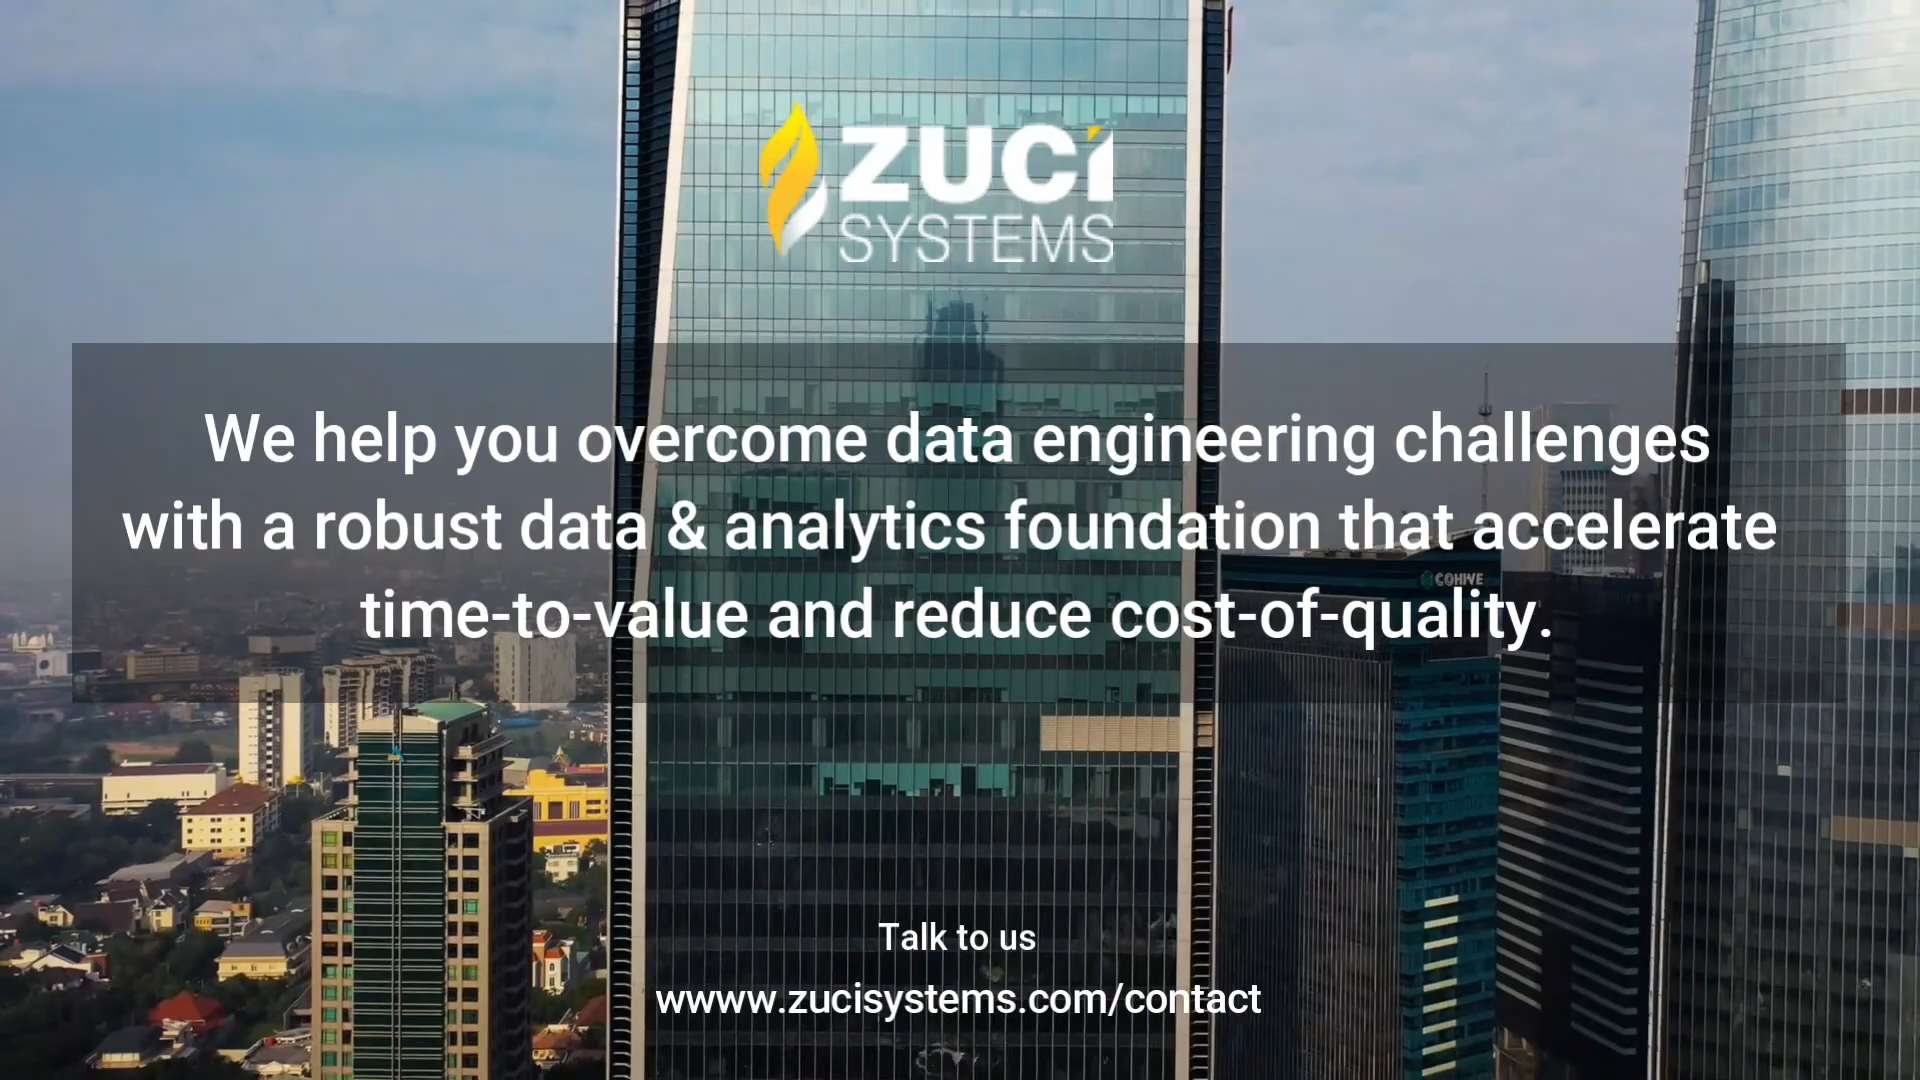 ZUCI
SYSTEMS
We help you overcome data engineering challenges
with a robust data & analytics foundation that accelerate
time-to-value and reduce cost-of-quality.
COHIVE
Talk to us
wwww.zucisystems.com/contact